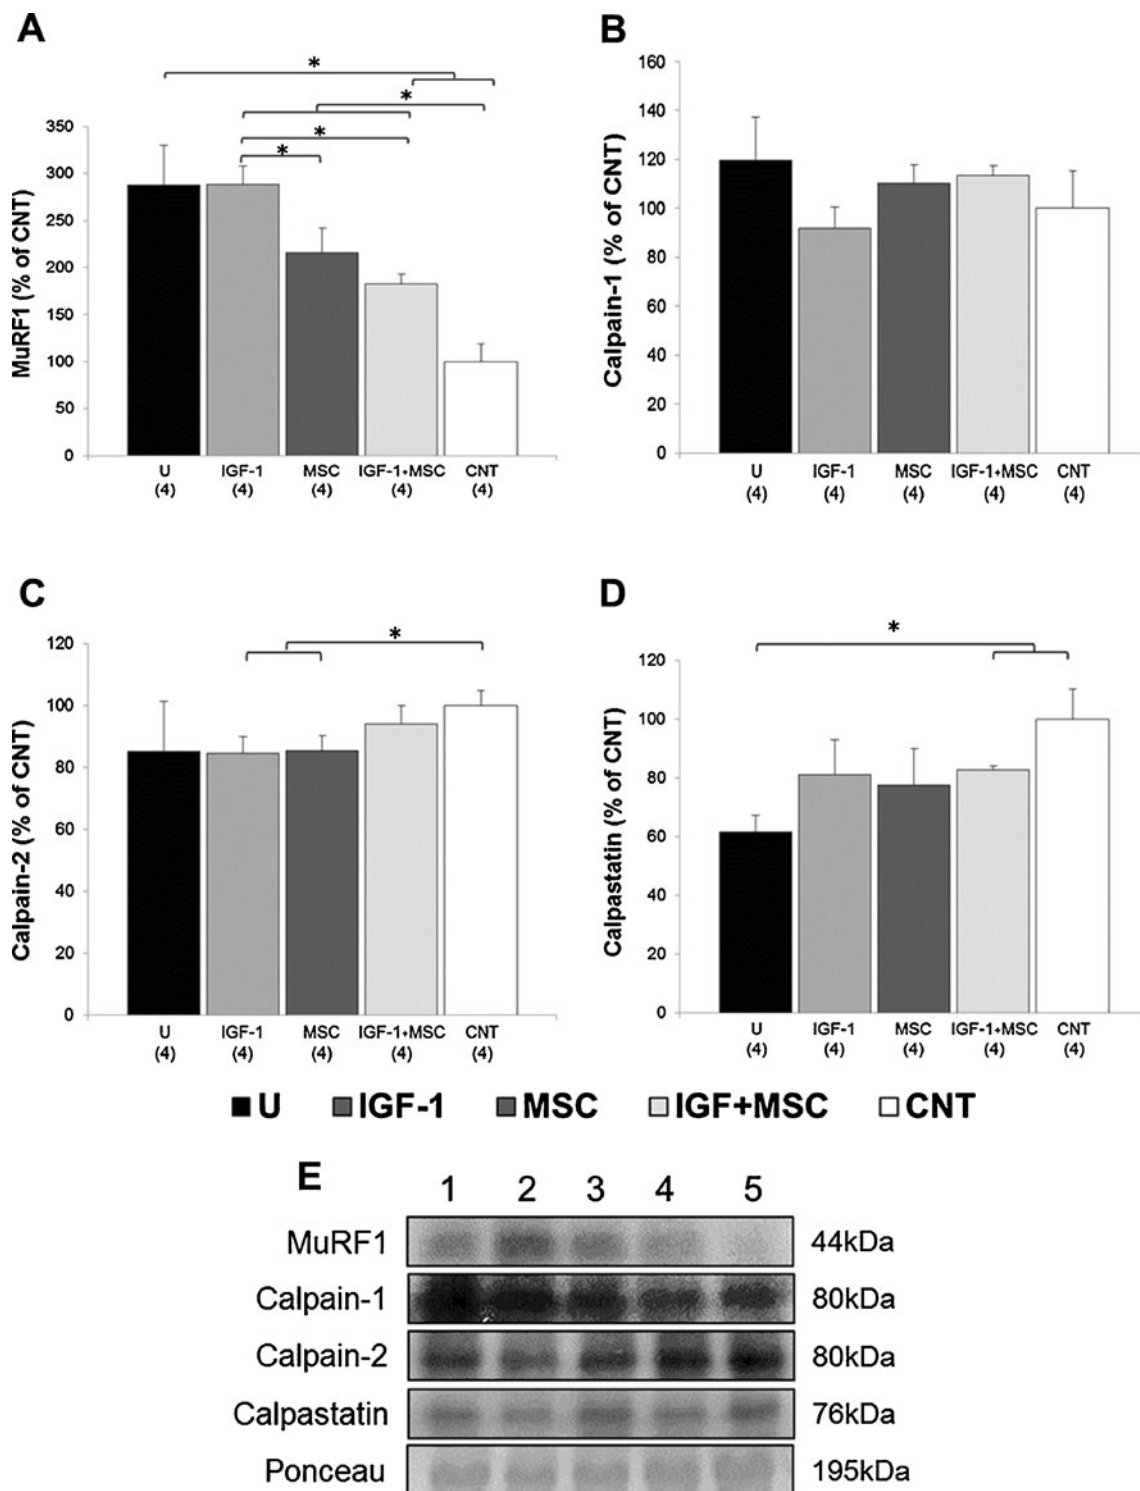 A
*
*
*
*
350
300
250
200
150
100
50
0
MuRF1 (% of CNT)
U IGF-1 MSC IGF-1+MSC CNT
(4) (4) (4) (4) (4)
B
160
140
120
100
80
60
40
20
0
Calpain-1 (% of CNT)
U IGF-1 MSC IGF-1+MSC CNT
(4) (4) (4) (4) (4)
C
*
120
100
80
60
40
20
0
Calpain-2 (% of CNT)
U IGF-1 MSC IGF-1+MSC CNT
(4) (4) (4) (4) (4)
D
*
120
100
80
60
40
20
0
Calpastatin (% of CNT)
U IGF-1 MSC IGF-1+MSC CNT
(4) (4) (4) (4) (4)
U IGF-1 MSC IGF+MSC CNT
E
1 2 3 4 5
MuRF1 44kDa
Calpain-1 80kDa
Calpain-2 80kDa
Calpastatin 76kDa
Ponceau 195kDa